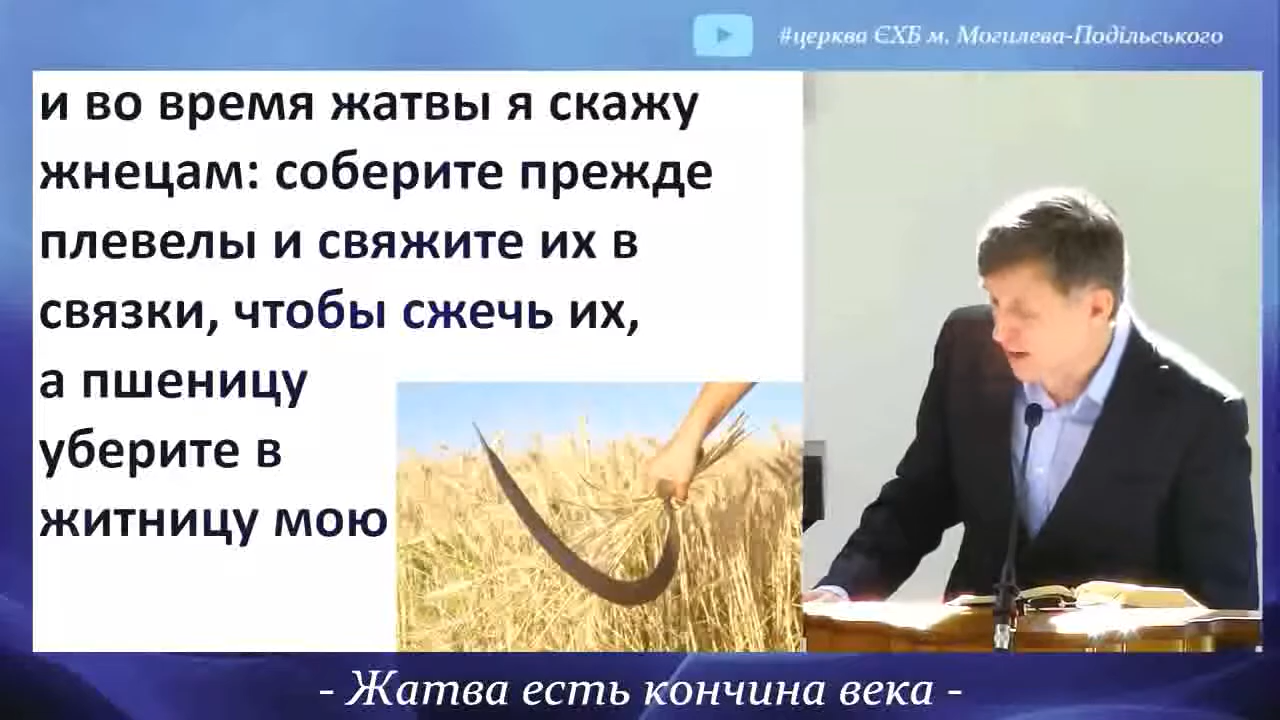 #церква ЄХБ м. Могилева-Подільського
и во время жатвы я скажу
жнецам: соберите прежде
плевелы и свяжите их в
связки, чтобы сжечь их,
а пшеницу
уберите в
житницу мою
- Жатва есть кончина века -